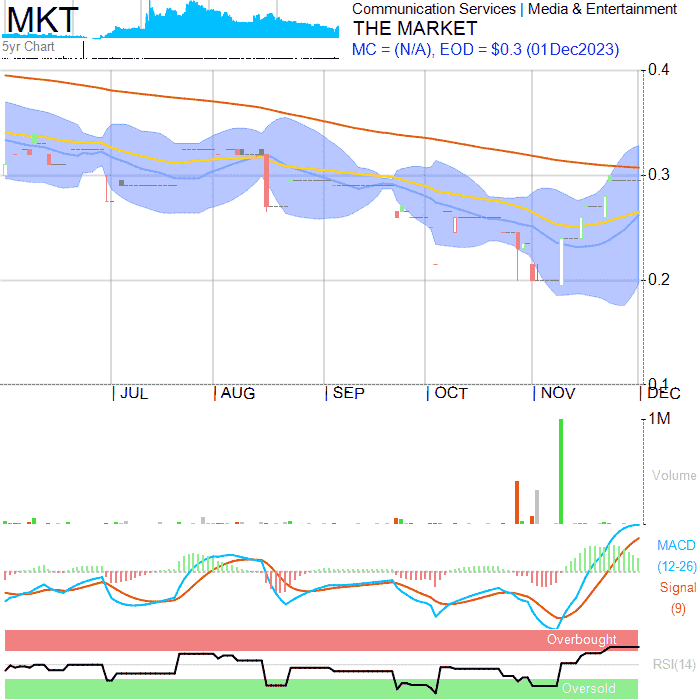 MKT
Communication Services | Media & Entertainment
THE MARKET
5yr Chart
MC = (N/A), EOD = $0.3 (01Dec2023)
0.4
0.3
0.2
0.1
JUL AUG SEP OCT NOV DEC
1M
Volume
MACD
(12-26)
Signal
(9)
Overbought
RSI(14)
Oversold